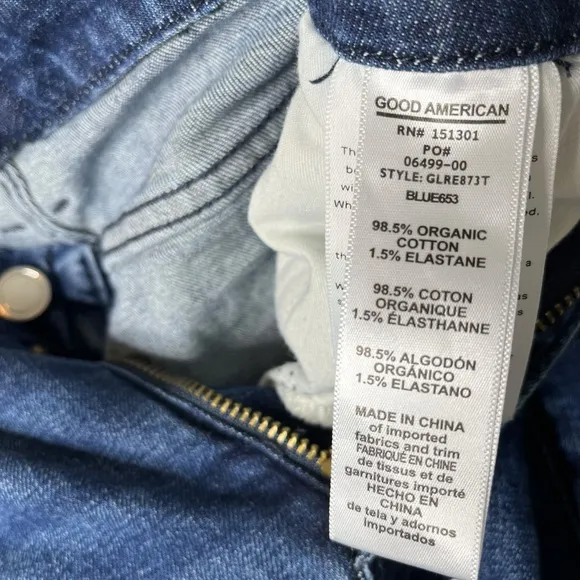 GOOD AMERICAN
RN# 151301
PO#
06499-00
STYLE: GLRE873T
BLUE653
98.5% ORGANIC
COTTON
1.5% ELASTANE
98.5% COTON
ORGANIQUE
1.5% ÉLASTHANNE
98.5% ALGODÓN
ORGÁNICO
1.5% ELASTANO
MADE IN CHINA
of imported
fabrics and trim
FABRIQUÉ EN CHINE
de tissus et de
garnitures importé
HECHO EN
CHINA
de tela y adornos
importados